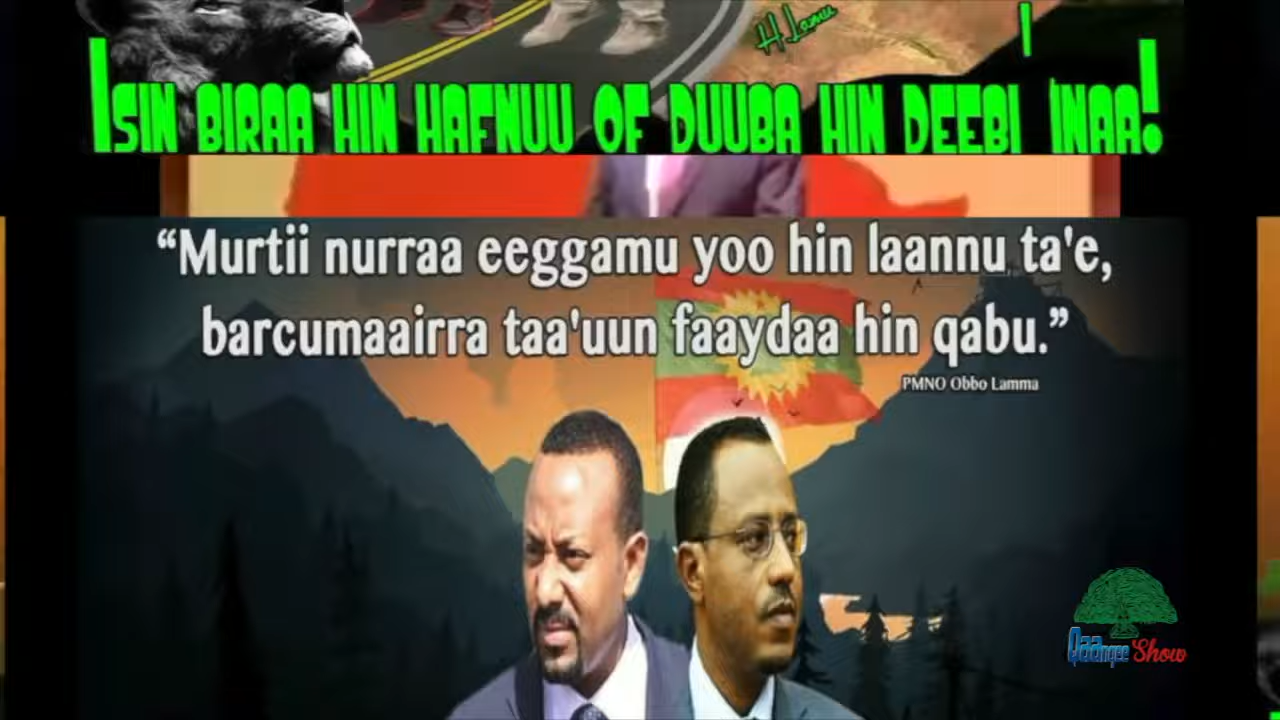 H Lamu
Isin biraa hin hafnuu of duuba hin deebi'inaa!
“Murtii nurraa eeggamu yoo hin laannu ta'e,
barcumaairra taa'uun faaydaa hin qabu.”
PMNO Obbo Lamma
Qaanqee Show